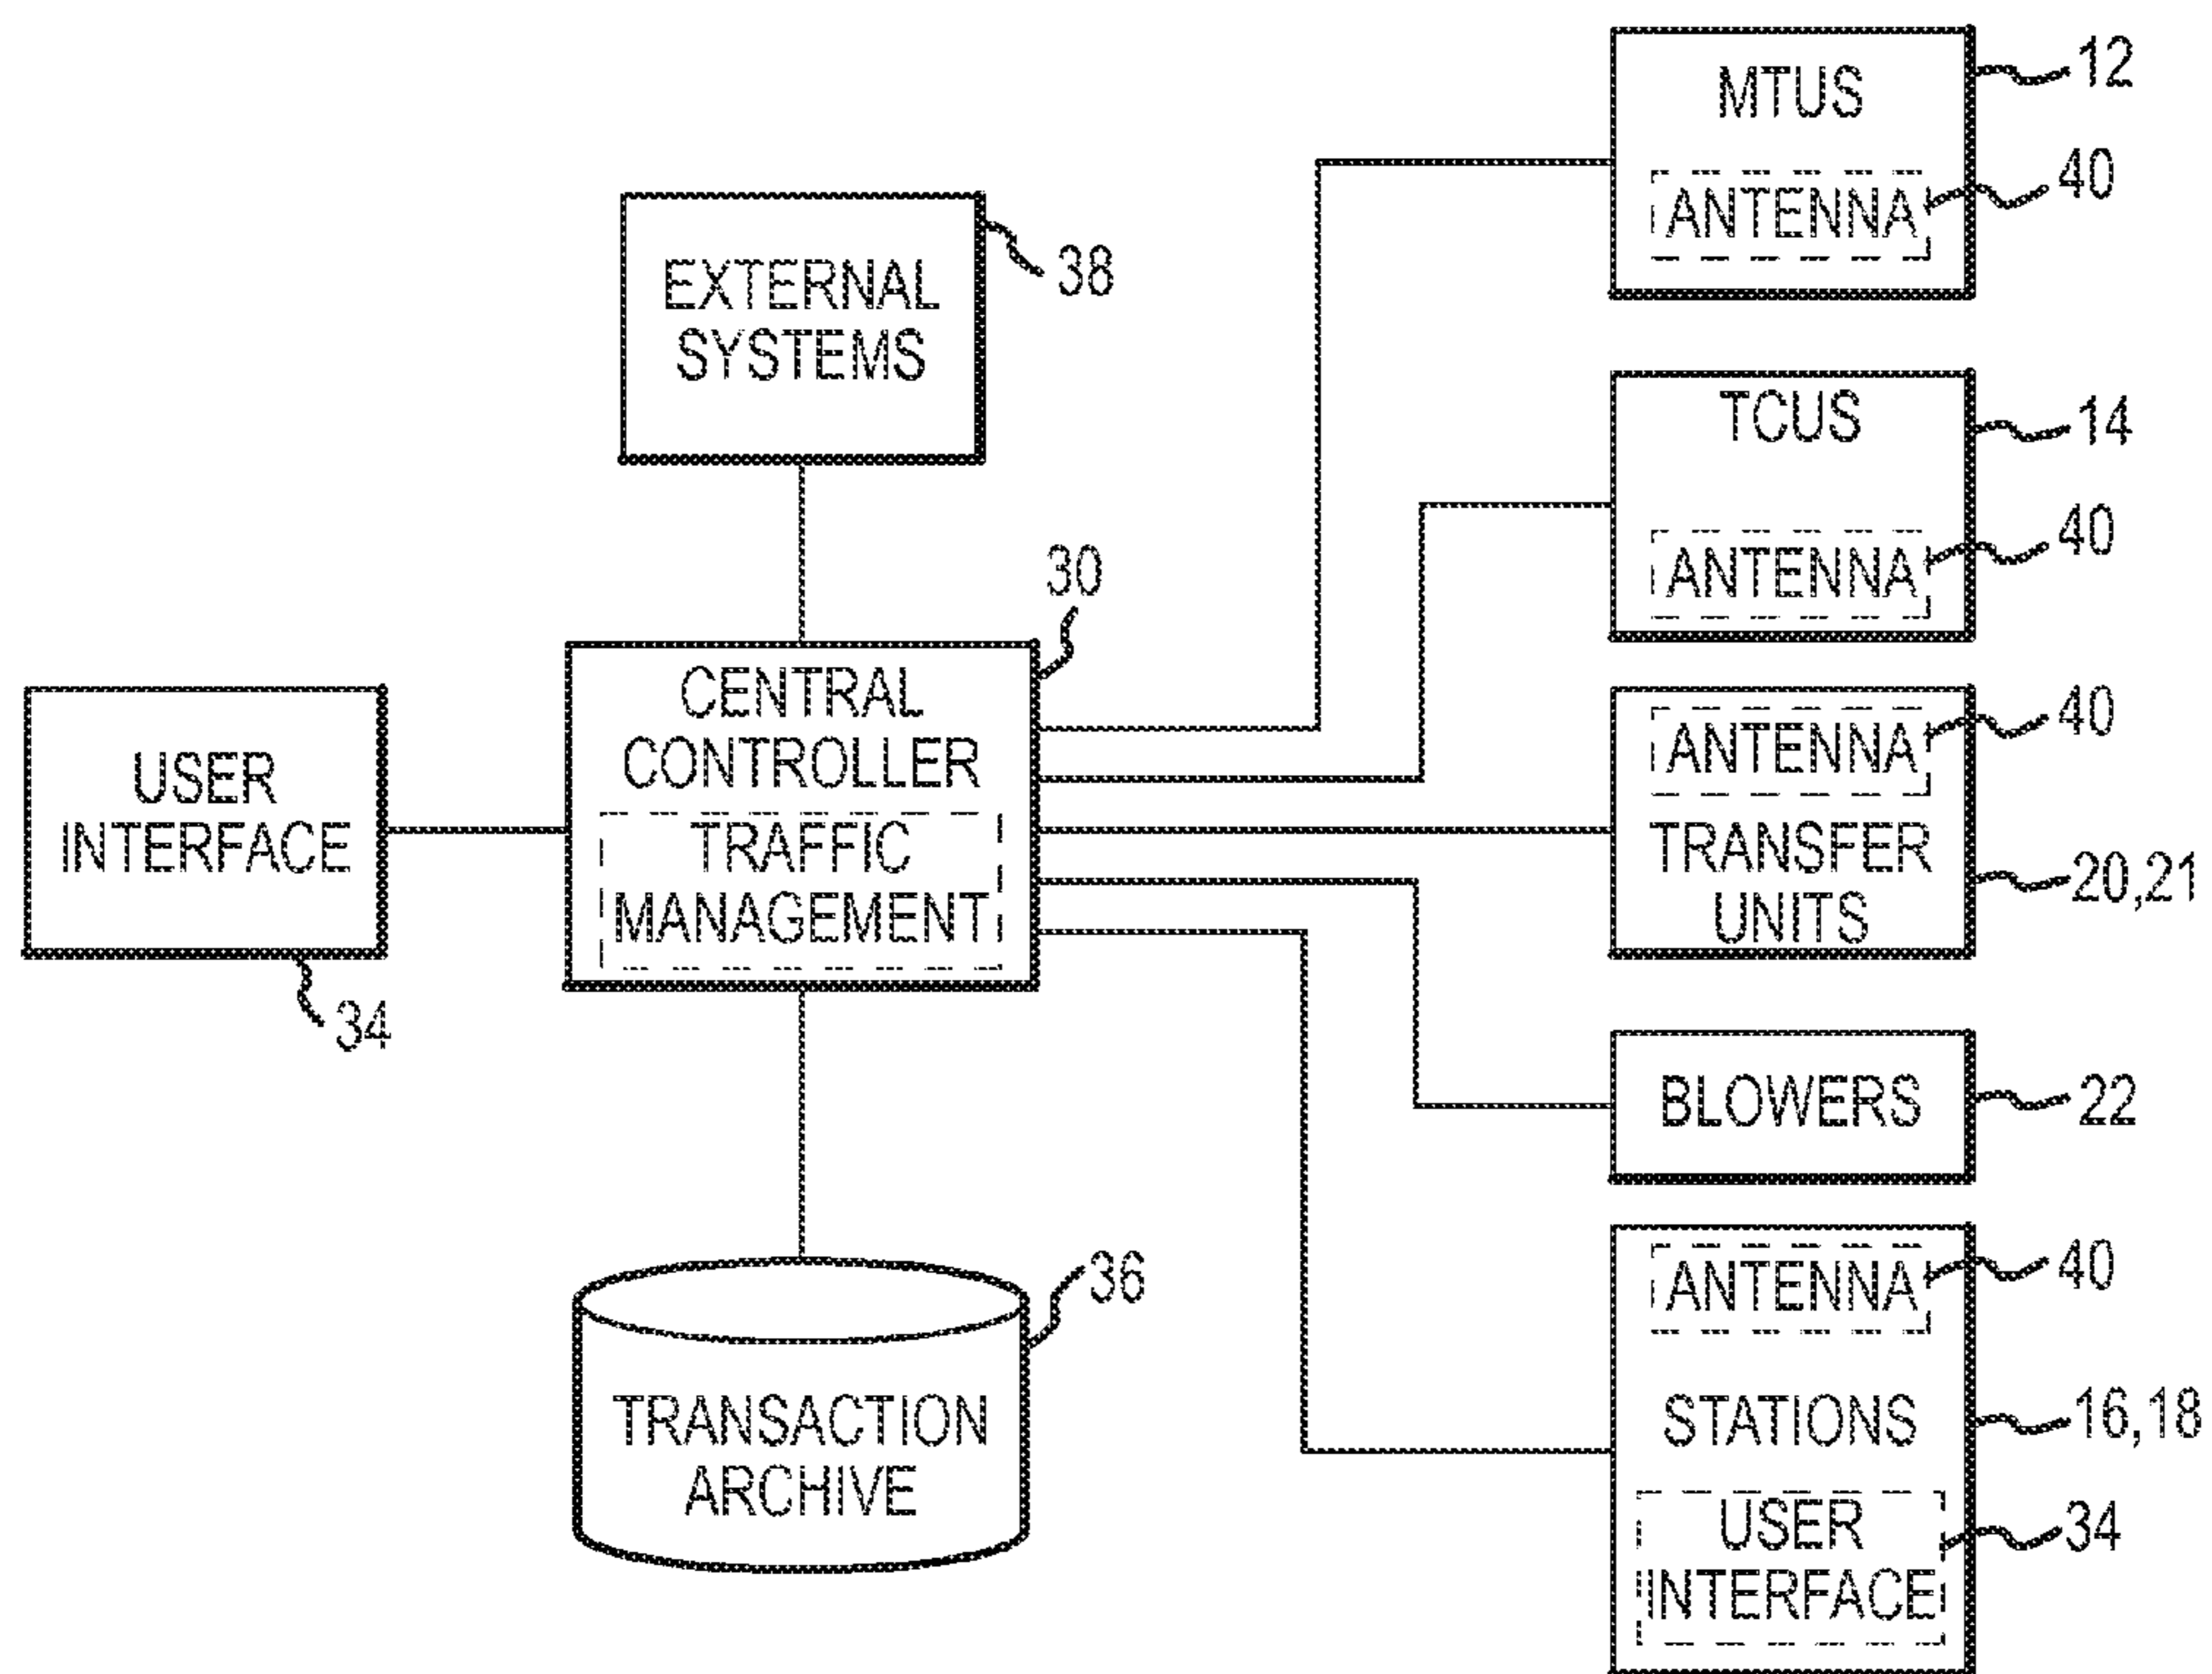 EXTERNAL
SYSTEMS
38
30
CENTRAL
CONTROLLER
TRAFFIC
MANAGEMENT
USER
INTERFACE
34
36
TRANSACTION
ARCHIVE
MTUS
12
ANTENNA
40
TCUS
14
ANTENNA
40
ANTENNA
40
TRANSFER
UNITS
20,21
BLOWERS
22
ANTENNA
40
STATIONS
16,18
USER
INTERFACE
34